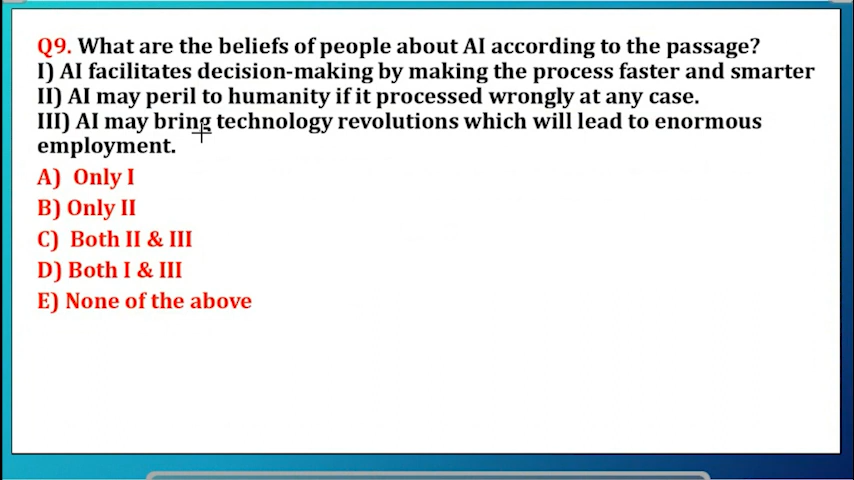 Q9. What are the beliefs of people about AI according to the passage?
I) AI facilitates decision-making by making the process faster and smarter
II) AI may peril to humanity if it processed wrongly at any case.
III) AI may bring technology revolutions which will lead to enormous
employment.
A) Only I
B) Only II
C) Both II & III
D) Both I & III
E) None of the above